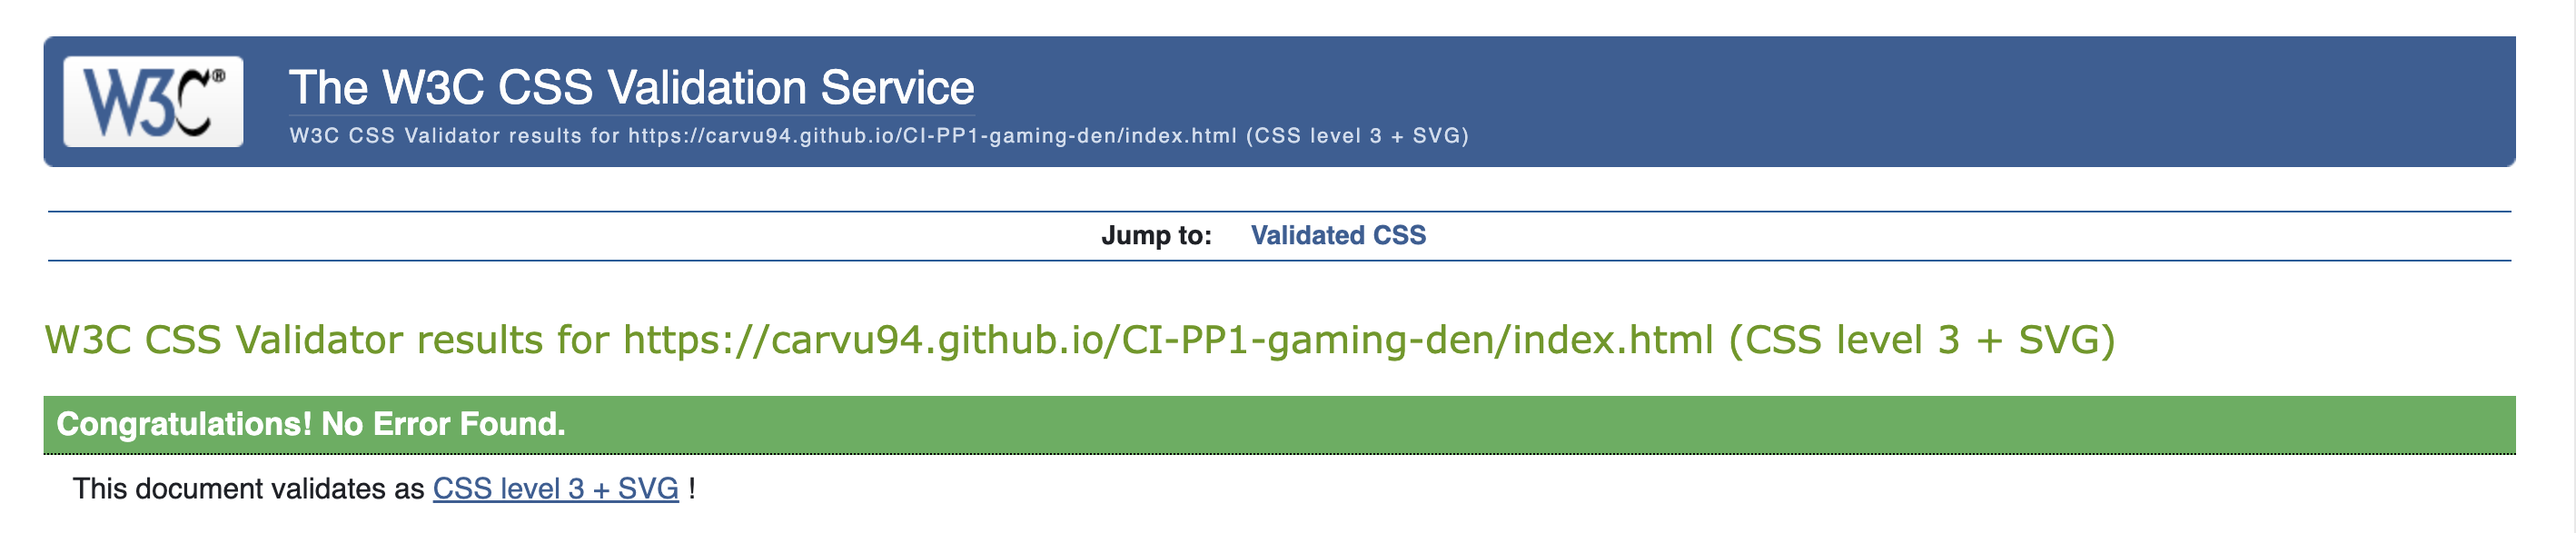 W3C®
The W3C CSS Validation Service
W3C CSS Validator results for https://carvu94.github.io/CI-PP1-gaming-den/index.html (CSS level 3 + SVG)
Jump to: Validated CSS
W3C CSS Validator results for https://carvu94.github.io/CI-PP1-gaming-den/index.html (CSS level 3 + SVG)
Congratulations! No Error Found.
This document validates as CSS level 3 + SVG !